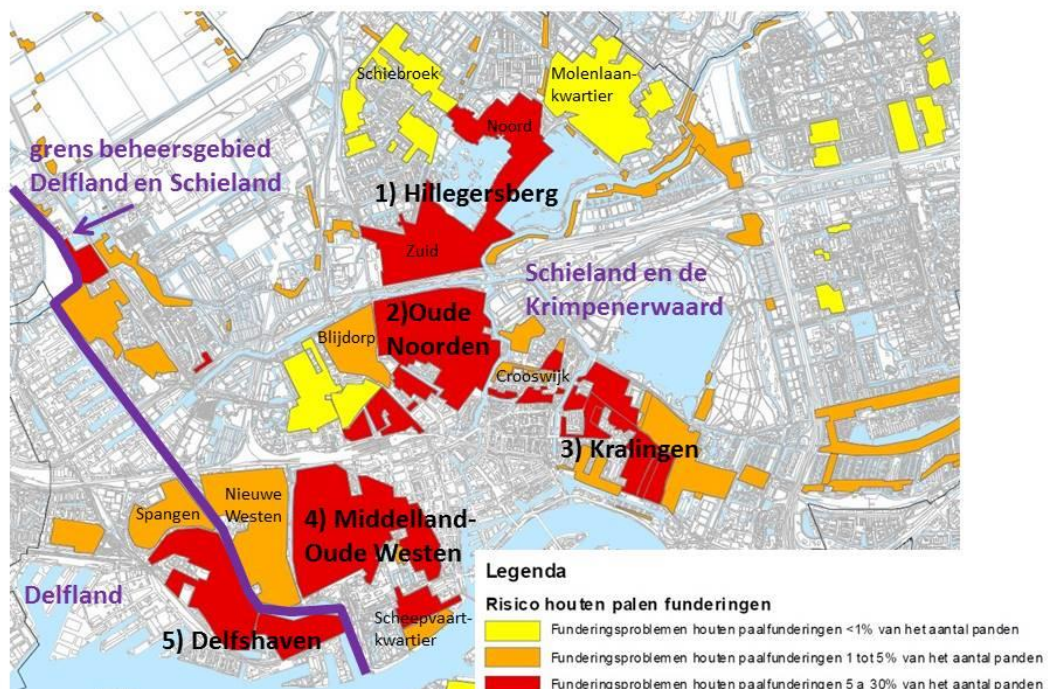 Schiebroek
Molenlaan-
kwartier
Noord
grens beheersgebied
Delfland en Schieland
1) Hillegersberg
Zuid
Schieland en de
Krimpenerwaard
2)Oude
Noorden
Blijdorp
Crooswijk
3) Kralingen
Nieuwe
Westen
Spangen
4) Middelland-
Oude Westen
Delfland
Scheepvaart-
kwartier
5) Delfshaven
Legenda
Risico houten palen funderingen
Funderingsproblemen houten paalfunderingen <1% van het aantal panden
Funderingsproblemen houten paalfunderingen 1 tot 5% van het aantal panden
Funderingsproblemen houten paalfunderingen 5 a 30% van het aantal panden